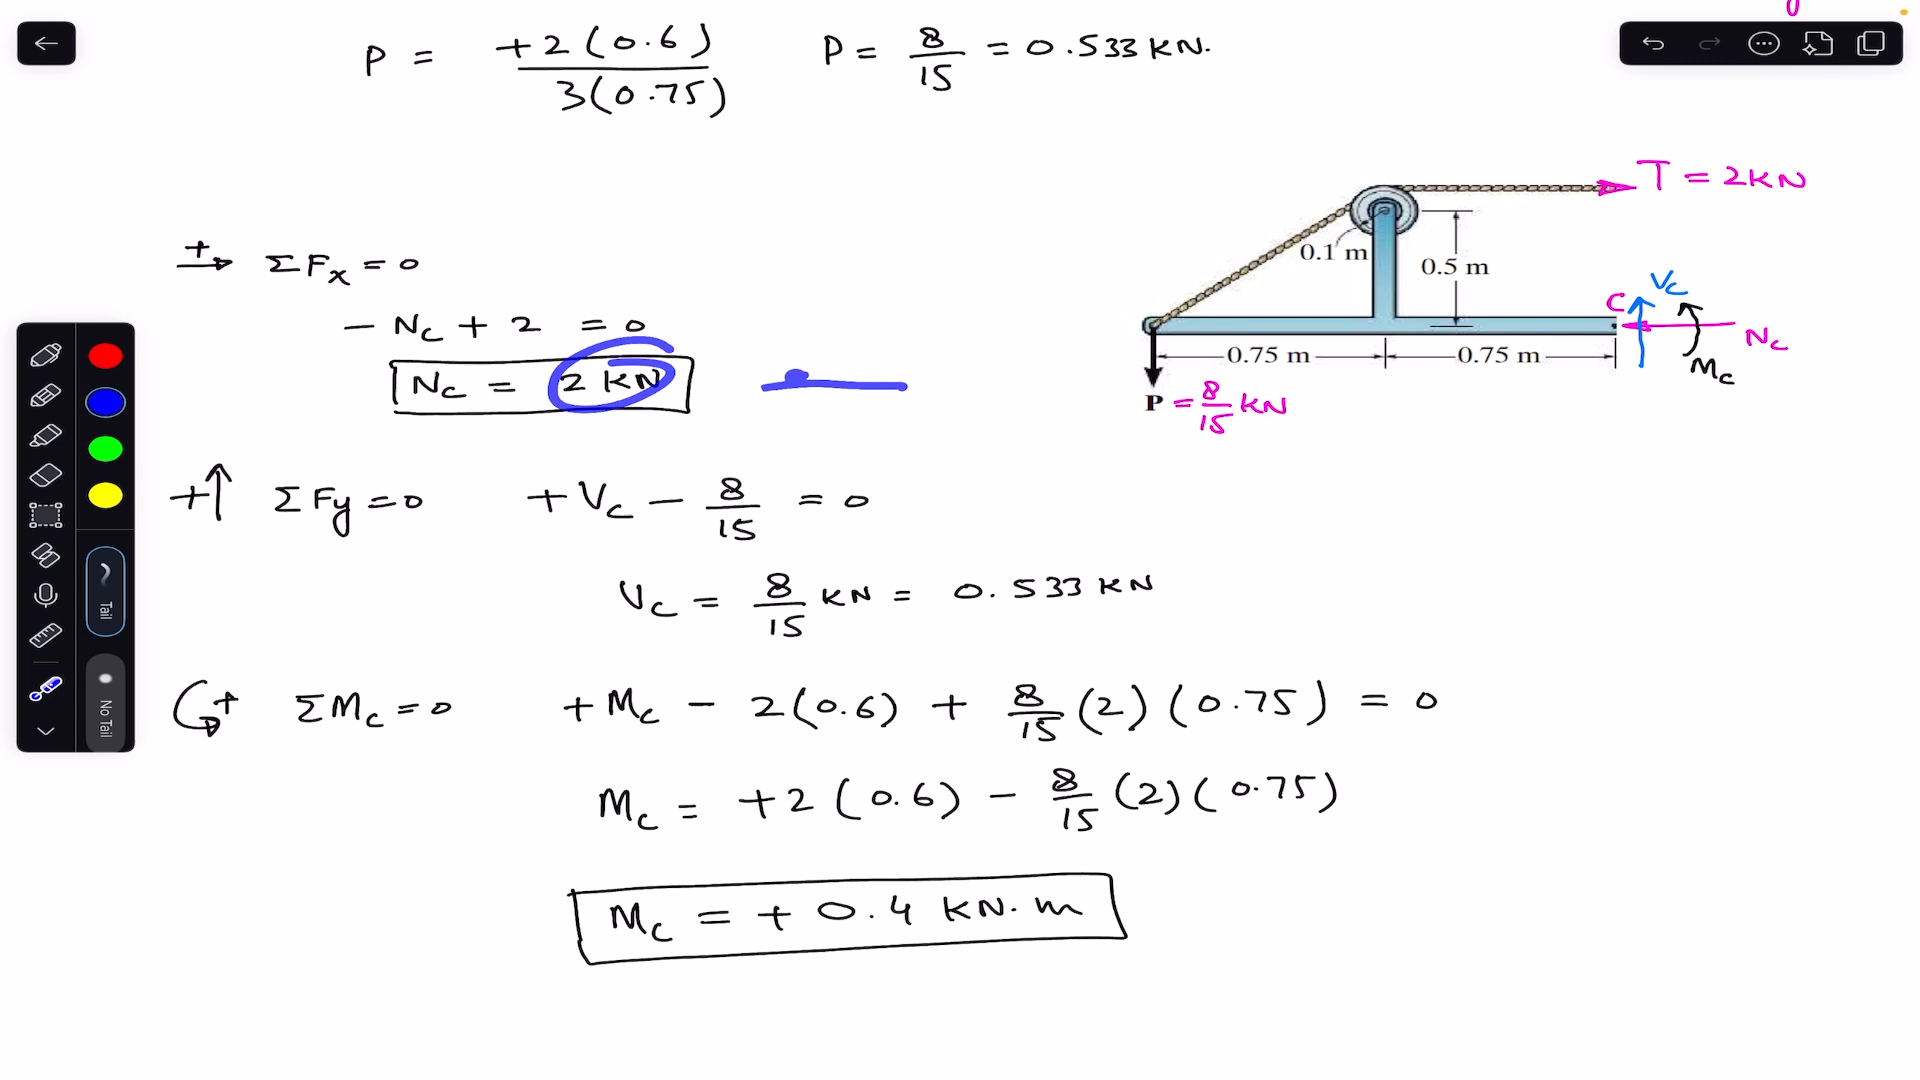 P = +2(0.6) / 3(0.75) P = 8/15 = 0.533 KN.
T = 2KN
0.1 m
0.5 m
0.75 m
0.75 m
P = 8/15 KN
C
Vc
Nc
Mc
+ ΣFx = 0
- Nc + 2 = 0
Nc = 2 KN
+↑ ΣFy = 0 +Vc - 8/15 = 0
Vc = 8/15 KN = 0.533 KN
+ ΣMc = 0 +Mc - 2(0.6) + 8/15 (2)(0.75) = 0
Mc = +2(0.6) - 8/15 (2)(0.75)
Mc = + 0.4 KN.m
Tail
No Tail